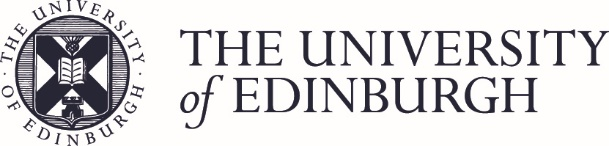 THE UNIVERSITY
OF EDINBURGH
THE UNIVERSITY
of EDINBURGH